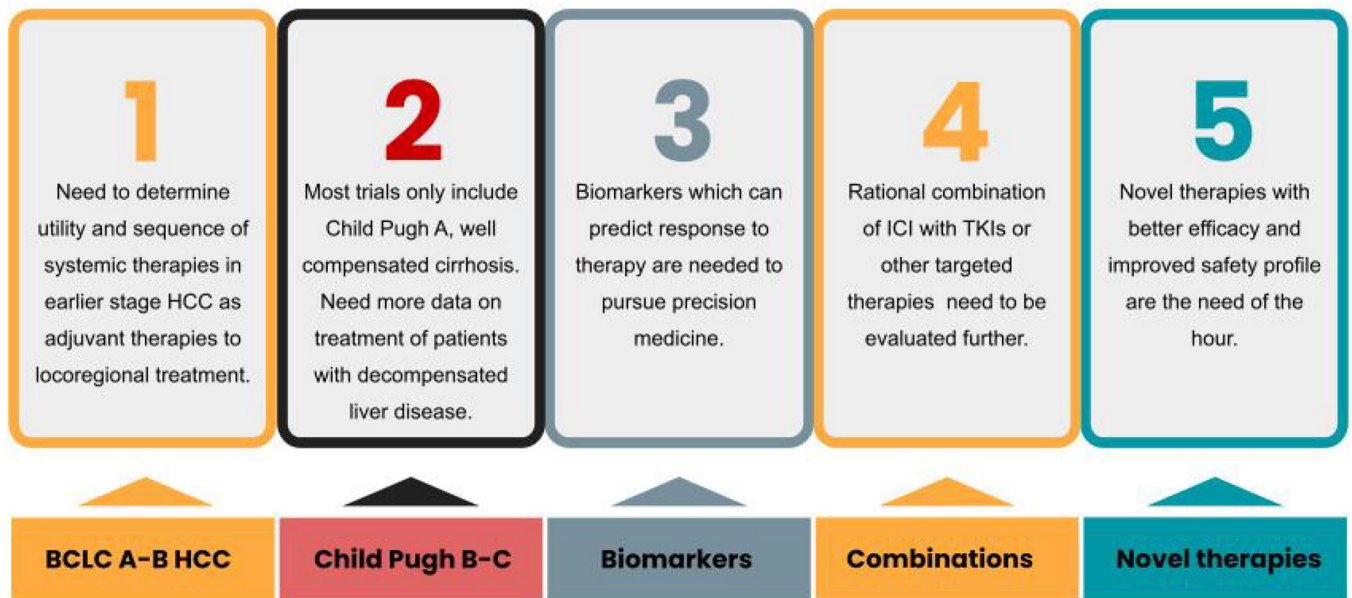 1
Need to determine
utility and sequence of
systemic therapies in
earlier stage HCC as
adjuvant therapies to
locoregional treatment.
2
Most trials only include
Child Pugh A, well
compensated cirrhosis.
Need more data on
treatment of patients
with decompensated
liver disease.
3
Biomarkers which can
predict response to
therapy are needed to
pursue precision
medicine.
4
Rational combination
of ICI with TKIs or
other targeted
therapies need to be
evaluated further.
5
Novel therapies with
better efficacy and
improved safety profile
are the need of the
hour.
BCLC A-B HCC
Child Pugh B-C
Biomarkers
Combinations
Novel therapies